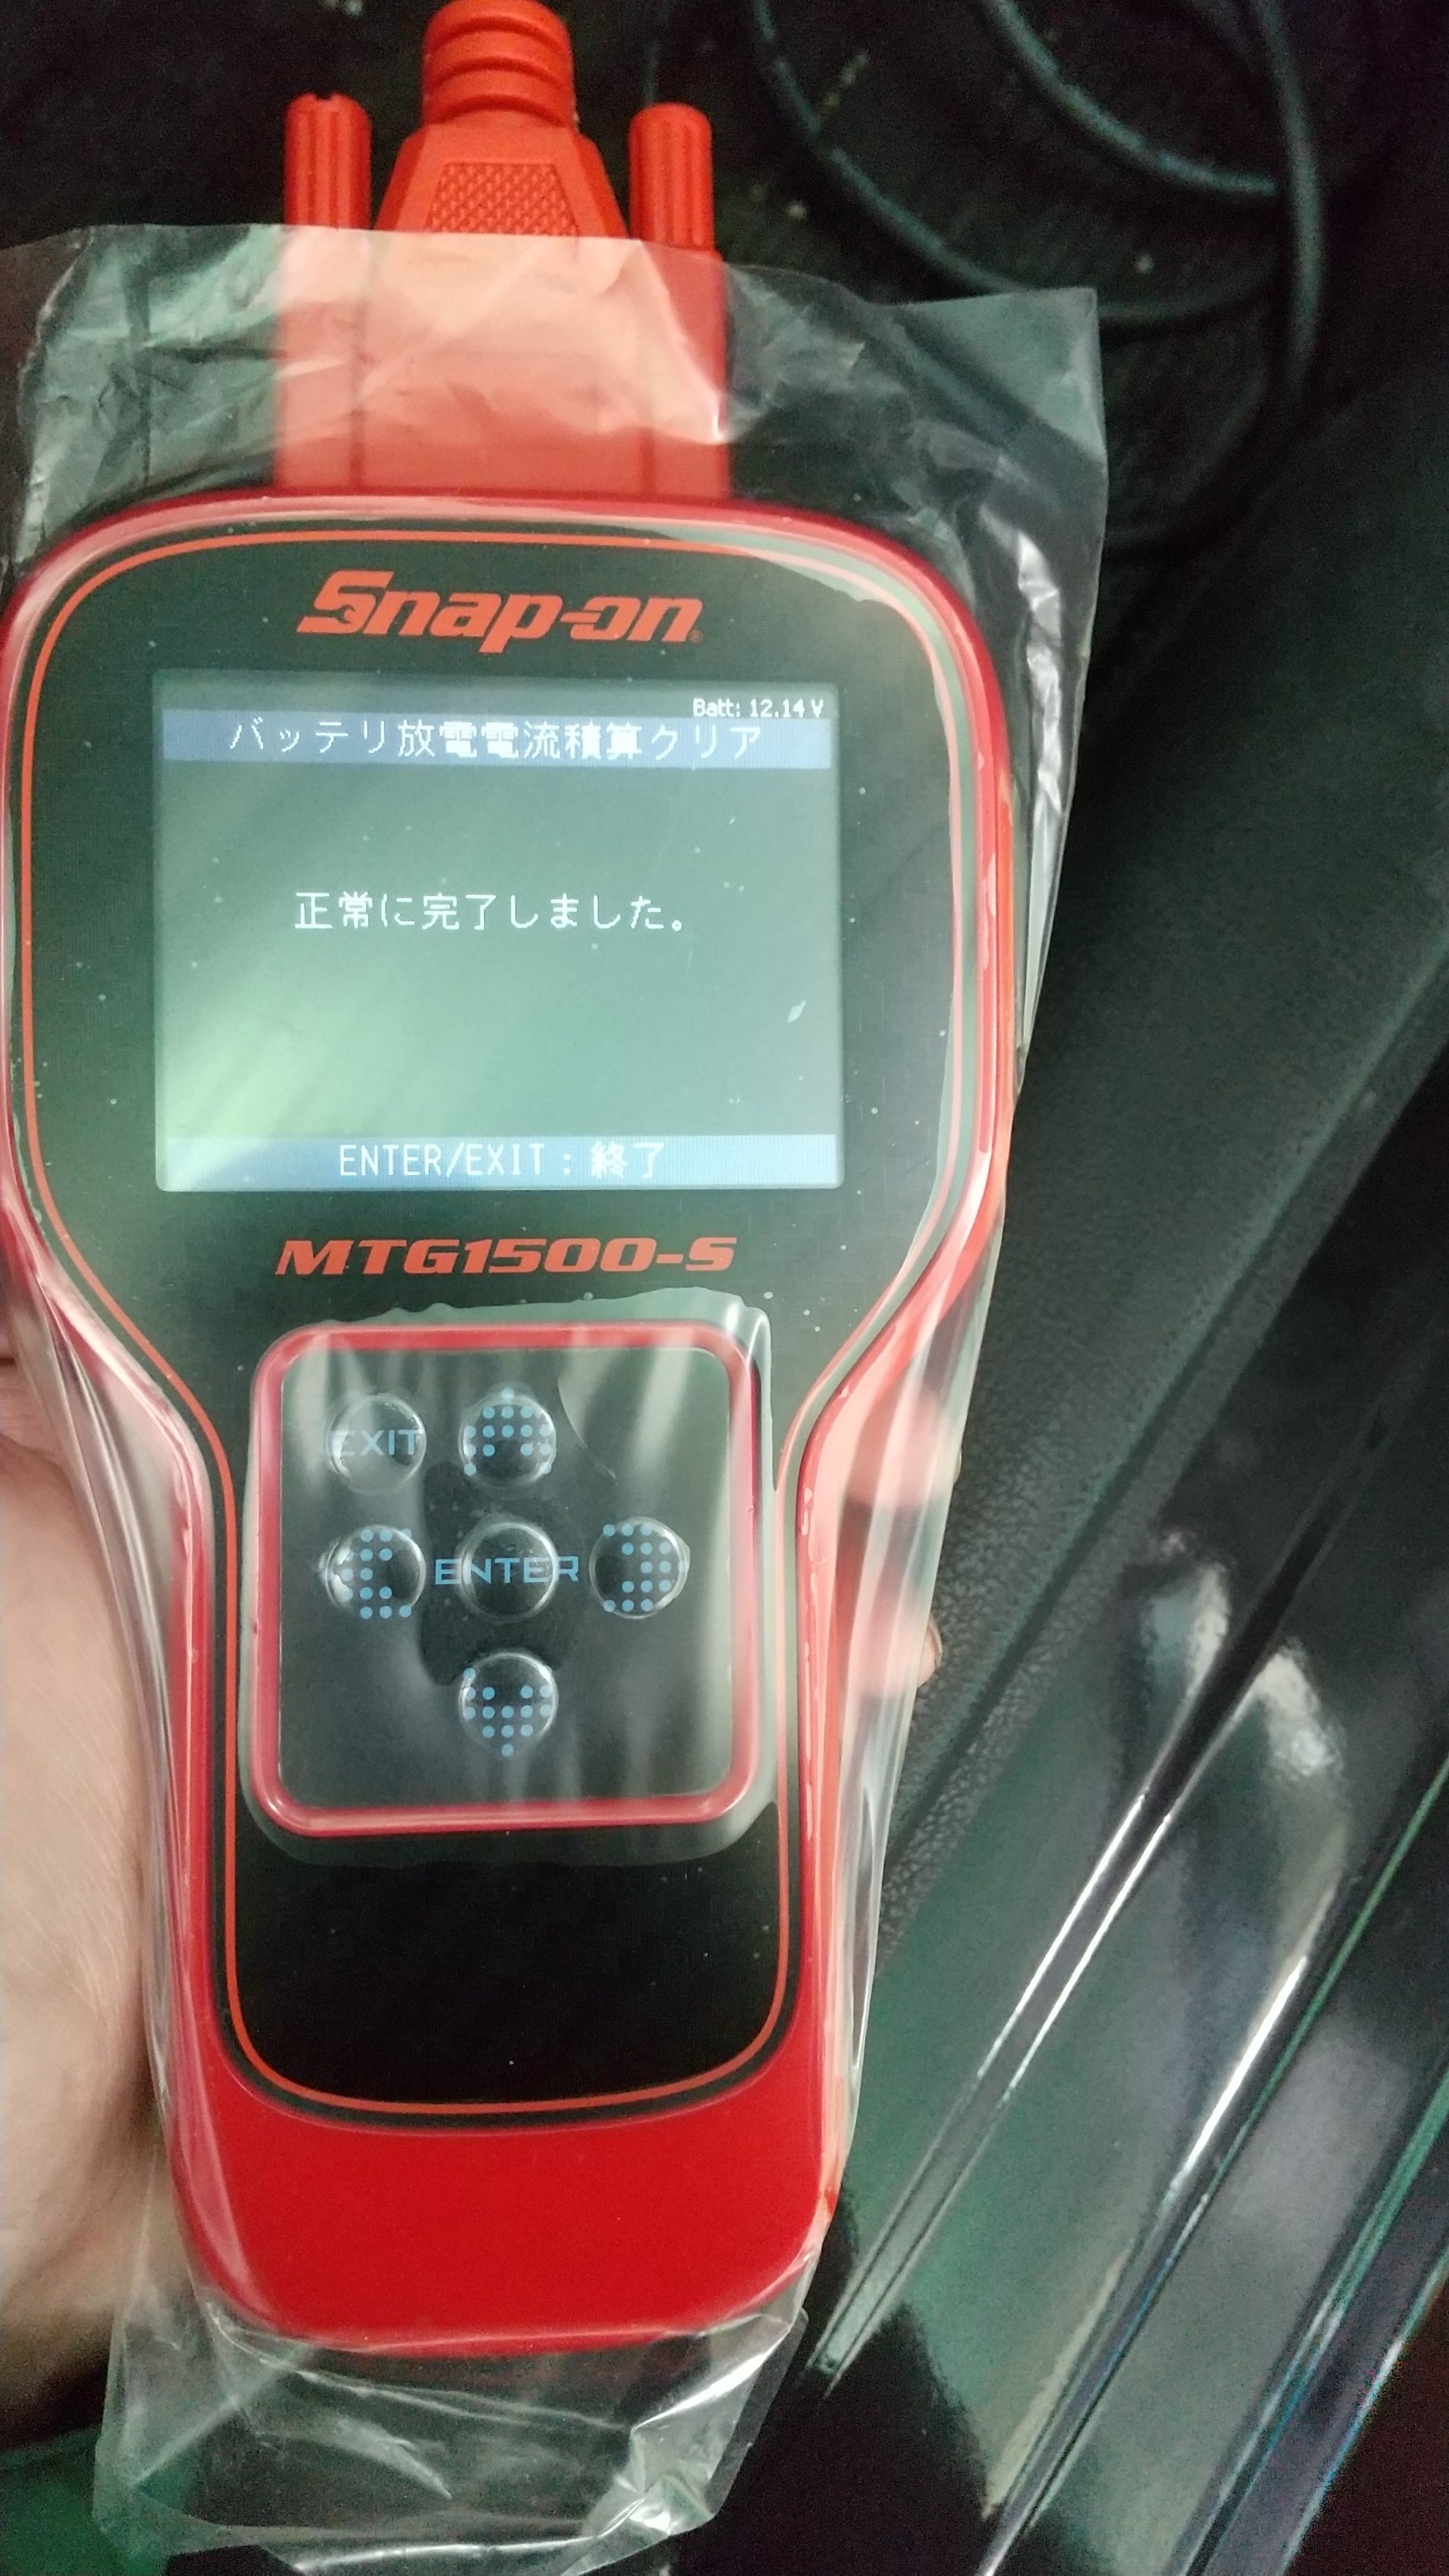 Snap-on®
Batt: 12.14 V
バッテリ放電電流積算クリア
正常に完了しました。
ENTER/EXIT : 終了
MTG1500-S
EXIT
ENTER